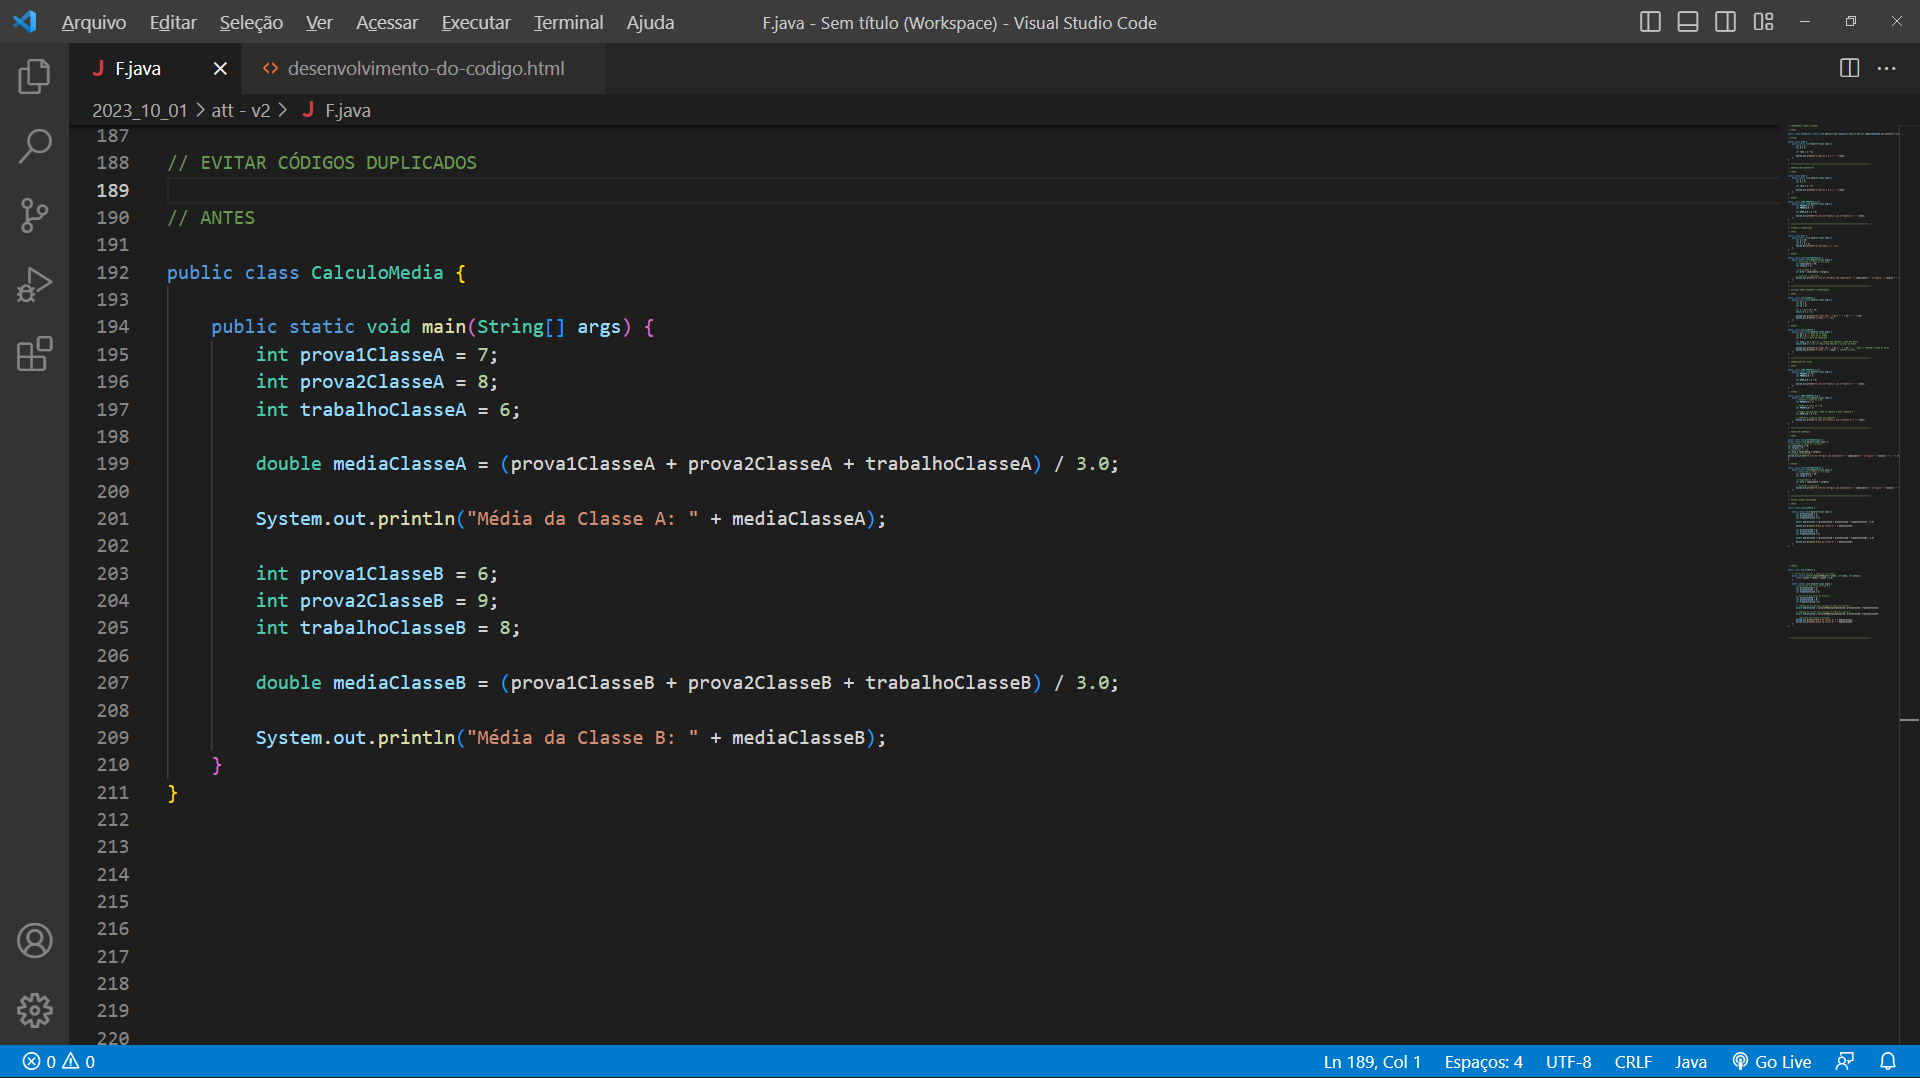 Arquivo Editar Seleção Ver Acessar Executar Terminal Ajuda F.java - Sem título (Workspace) - Visual Studio Code
J F.java desenvolvimento-do-codigo.html
2023_10_01 > att - v2 > J F.java
187
188 // EVITAR CÓDIGOS DUPLICADOS
189
190 // ANTES
191
192 public class CalculoMedia {
193
194 public static void main(String[] args) {
195 int prova1ClasseA = 7;
196 int prova2ClasseA = 8;
197 int trabalhoClasseA = 6;
198
199 double mediaClasseA = (prova1ClasseA + prova2ClasseA + trabalhoClasseA) / 3.0;
200
201 System.out.println("Média da Classe A: " + mediaClasseA);
202
203 int prova1ClasseB = 6;
204 int prova2ClasseB = 9;
205 int trabalhoClasseB = 8;
206
207 double mediaClasseB = (prova1ClasseB + prova2ClasseB + trabalhoClasseB) / 3.0;
208
209 System.out.println("Média da Classe B: " + mediaClasseB);
210 }
211 }
212
213
214
215
216
217
218
219
220
0 0 Ln 189, Col 1 Espaços: 4 UTF-8 CRLF Java Go Live